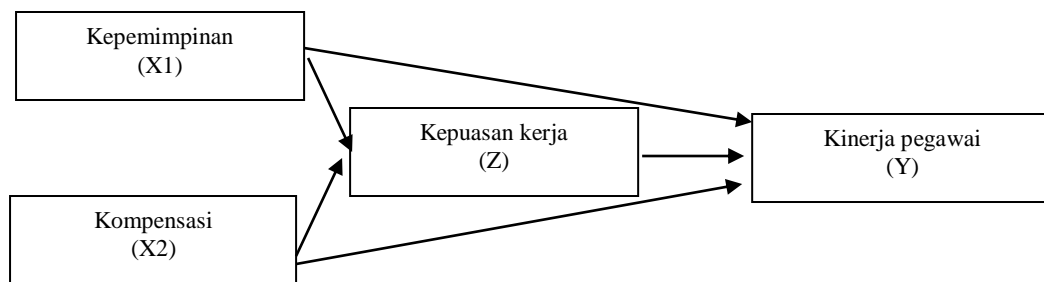 Kepemimpinan
(X1)
Kepuasan kerja
(Z)
Kinerja pegawai
(Y)
Kompensasi
(X2)